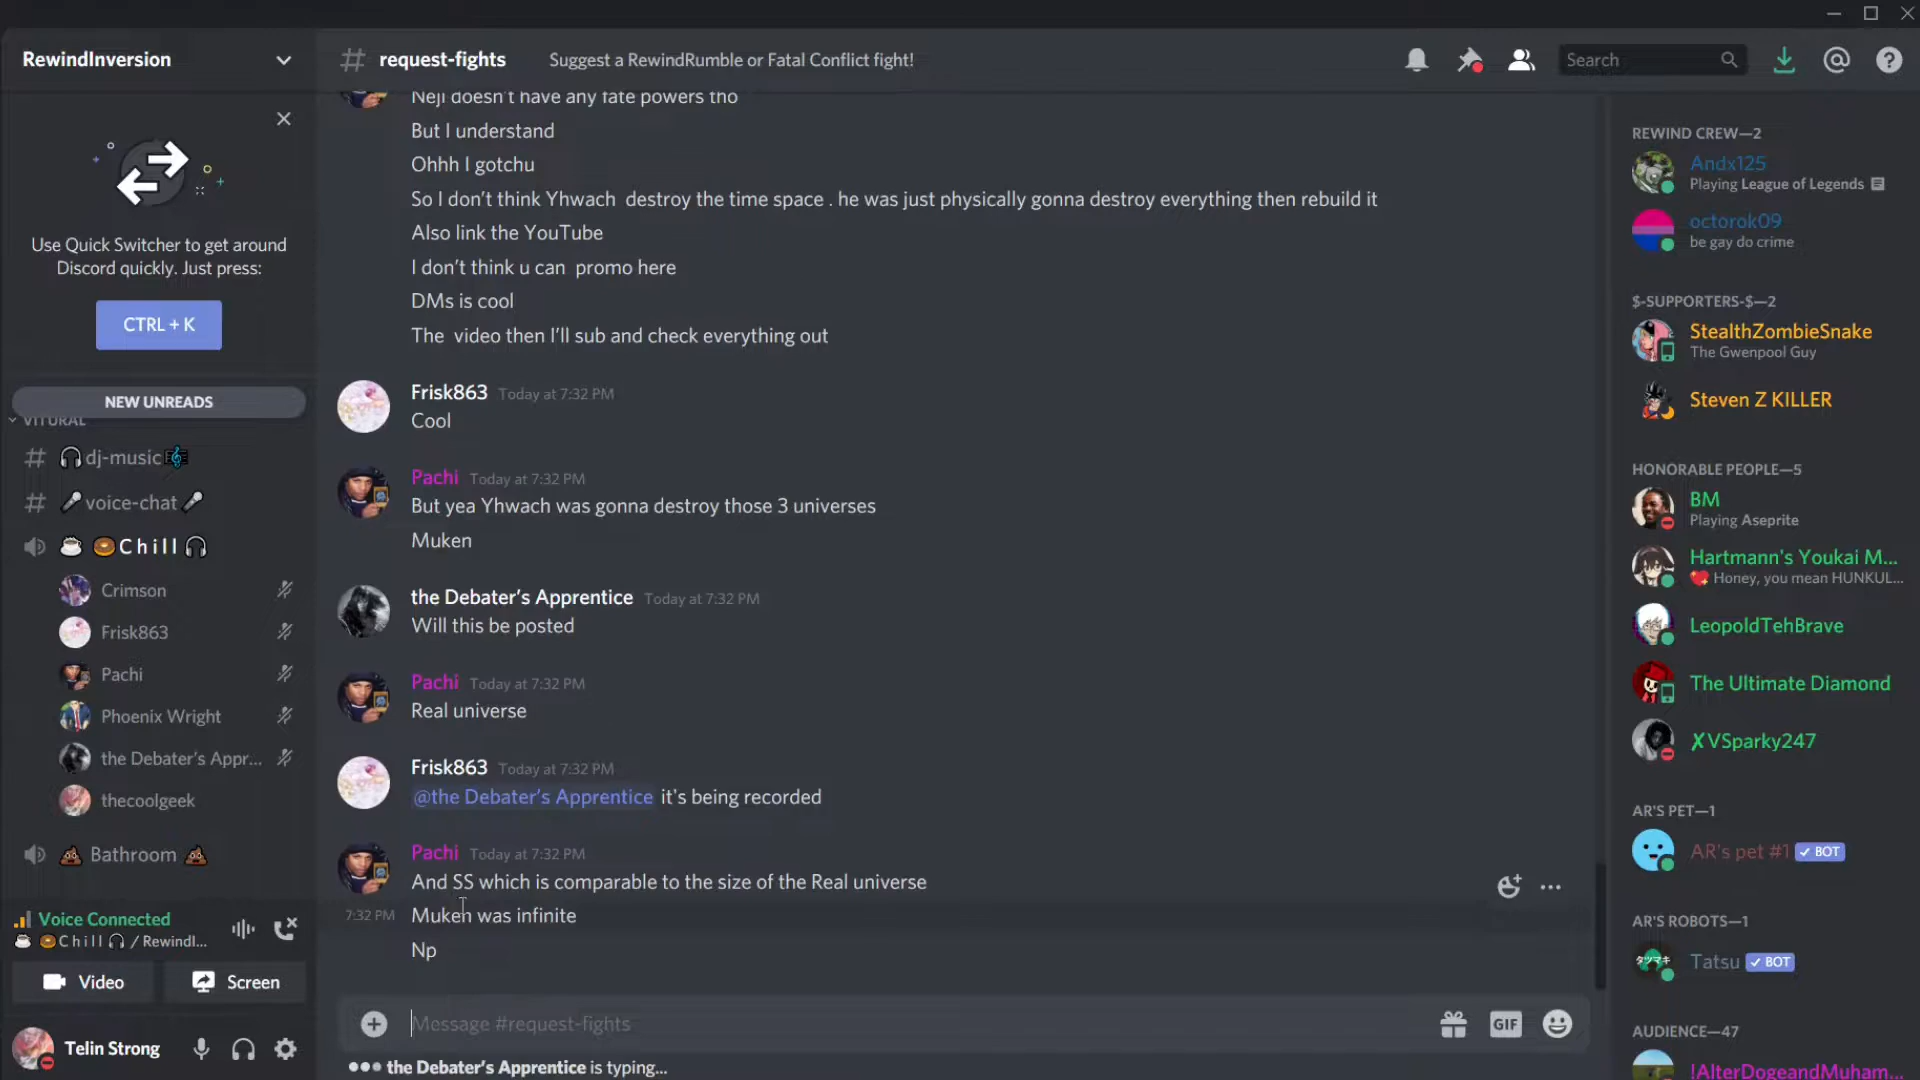 RewindInversion
Use Quick Switcher to get around
Discord quickly. Just press:
CTRL + K
NEW UNREADS
VITURAL
dj-music
voice-chat
Chill
Crimson
Frisk863
Pachi
Phoenix Wright
the Debater's Appr...
thecoolgeek
Bathroom
Voice Connected
Chill / Rewindl...
Video
Screen
Telin Strong
request-fights
Suggest a RewindRumble or Fatal Conflict fight!
Search
Neji doesn't have any fate powers tho
But I understand
Ohhh I gotchu
So I don't think Yhwach destroy the time space . he was just physically gonna destroy everything then rebuild it
Also link the YouTube
I don't think u can promo here
DMs is cool
The video then I'll sub and check everything out
Frisk863 Today at 7:32 PM
Cool
Pachi Today at 7:32 PM
But yea Yhwach was gonna destroy those 3 universes
Muken
the Debater's Apprentice Today at 7:32 PM
Will this be posted
Pachi Today at 7:32 PM
Real universe
Frisk863 Today at 7:32 PM
@the Debater's Apprentice it's being recorded
Pachi Today at 7:32 PM
And SS which is comparable to the size of the Real universe
7:32 PM Muken was infinite
Np
Message #request-fights
GIF
the Debater's Apprentice is typing...
REWIND CREW—2
Andx125
Playing League of Legends
octorok09
be gay do crime
$-SUPPORTERS-$—2
StealthZombieSnake
The Gwenpool Guy
Steven Z KILLER
HONORABLE PEOPLE—5
BM
Playing Aseprite
Hartmann's Youkai M...
Honey, you mean HUNKUL...
LeopoldTehBrave
The Ultimate Diamond
✗VSparky247
AR'S PET—1
AR's pet #1 ✓ BOT
AR'S ROBOTS—1
タツマキ
Tatsu ✓ BOT
AUDIENCE—47
!AlterDogeandMuham...